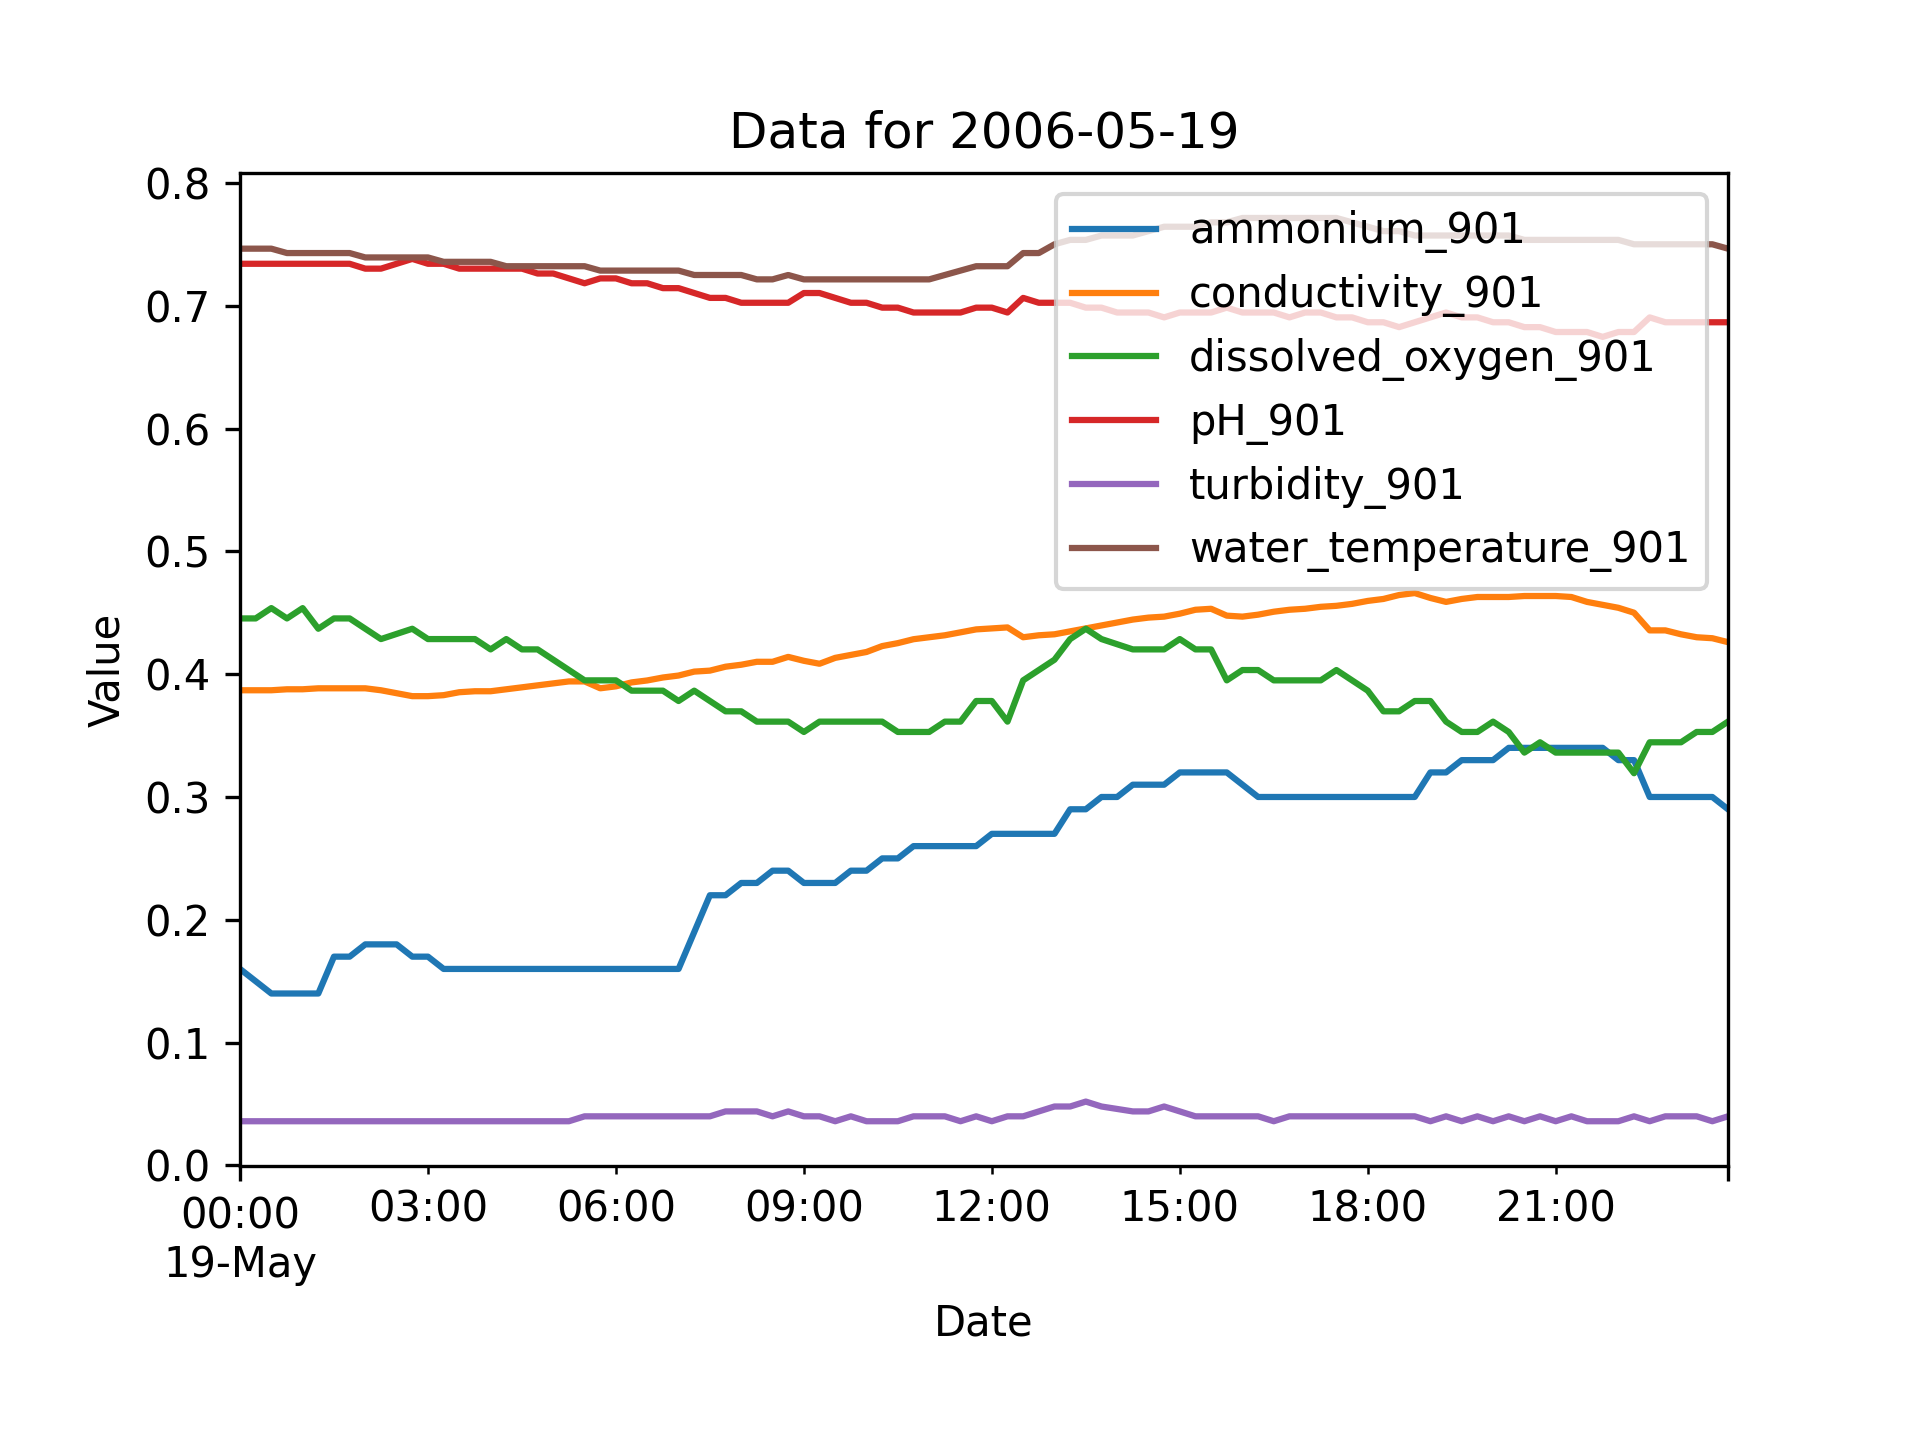 Data for 2006-05-19
0.8
0.7
0.6
0.5
0.4
0.3
0.2
0.1
0.0
Value
ammonium_901
conductivity_901
dissolved_oxygen_901
pH_901
turbidity_901
water_temperature_901
00:00 03:00 06:00 09:00 12:00 15:00 18:00 21:00
19-May
Date